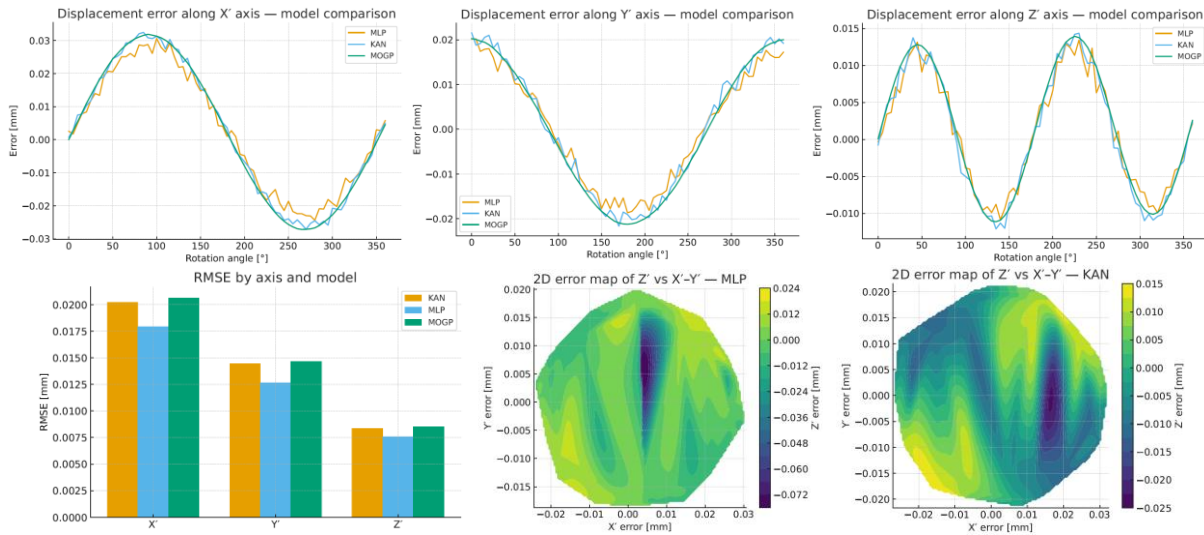 Displacement error along X′ axis — model comparison
MLP
KAN
MOGP
0.03
0.02
0.01
0.00
−0.01
−0.02
−0.03
Error [mm]
0
50
100
150
200
250
300
350
Rotation angle [°]
Displacement error along Y′ axis — model comparison
MLP
KAN
MOGP
0.02
0.01
0.00
−0.01
−0.02
Error [mm]
0
50
100
150
200
250
300
350
Rotation angle [°]
Displacement error along Z′ axis — model comparison
MLP
KAN
MOGP
0.015
0.010
0.005
0.000
−0.005
−0.010
Error [mm]
0
50
100
150
200
250
300
350
Rotation angle [°]
RMSE by axis and model
KAN
MLP
MOGP
0.0200
0.0175
0.0150
0.0125
0.0100
0.0075
0.0050
0.0025
0.0000
RMSE [mm]
X′
Y′
Z′
2D error map of Z′ vs X′–Y′ — MLP
0.020
0.015
0.010
0.005
0.000
−0.005
−0.010
−0.015
Y′ error [mm]
−0.02
−0.01
0.00
0.01
0.02
0.03
X′ error [mm]
0.024
0.012
0.000
−0.012
−0.024
−0.036
−0.048
−0.060
−0.072
Z′ error [mm]
2D error map of Z′ vs X′–Y′ — KAN
0.020
0.015
0.010
0.005
0.000
−0.005
−0.010
−0.015
−0.020
Y′ error [mm]
−0.02
−0.01
0.00
0.01
0.02
0.03
X′ error [mm]
0.015
0.010
0.005
0.000
−0.005
−0.010
−0.015
−0.020
−0.025
Z′ error [mm]